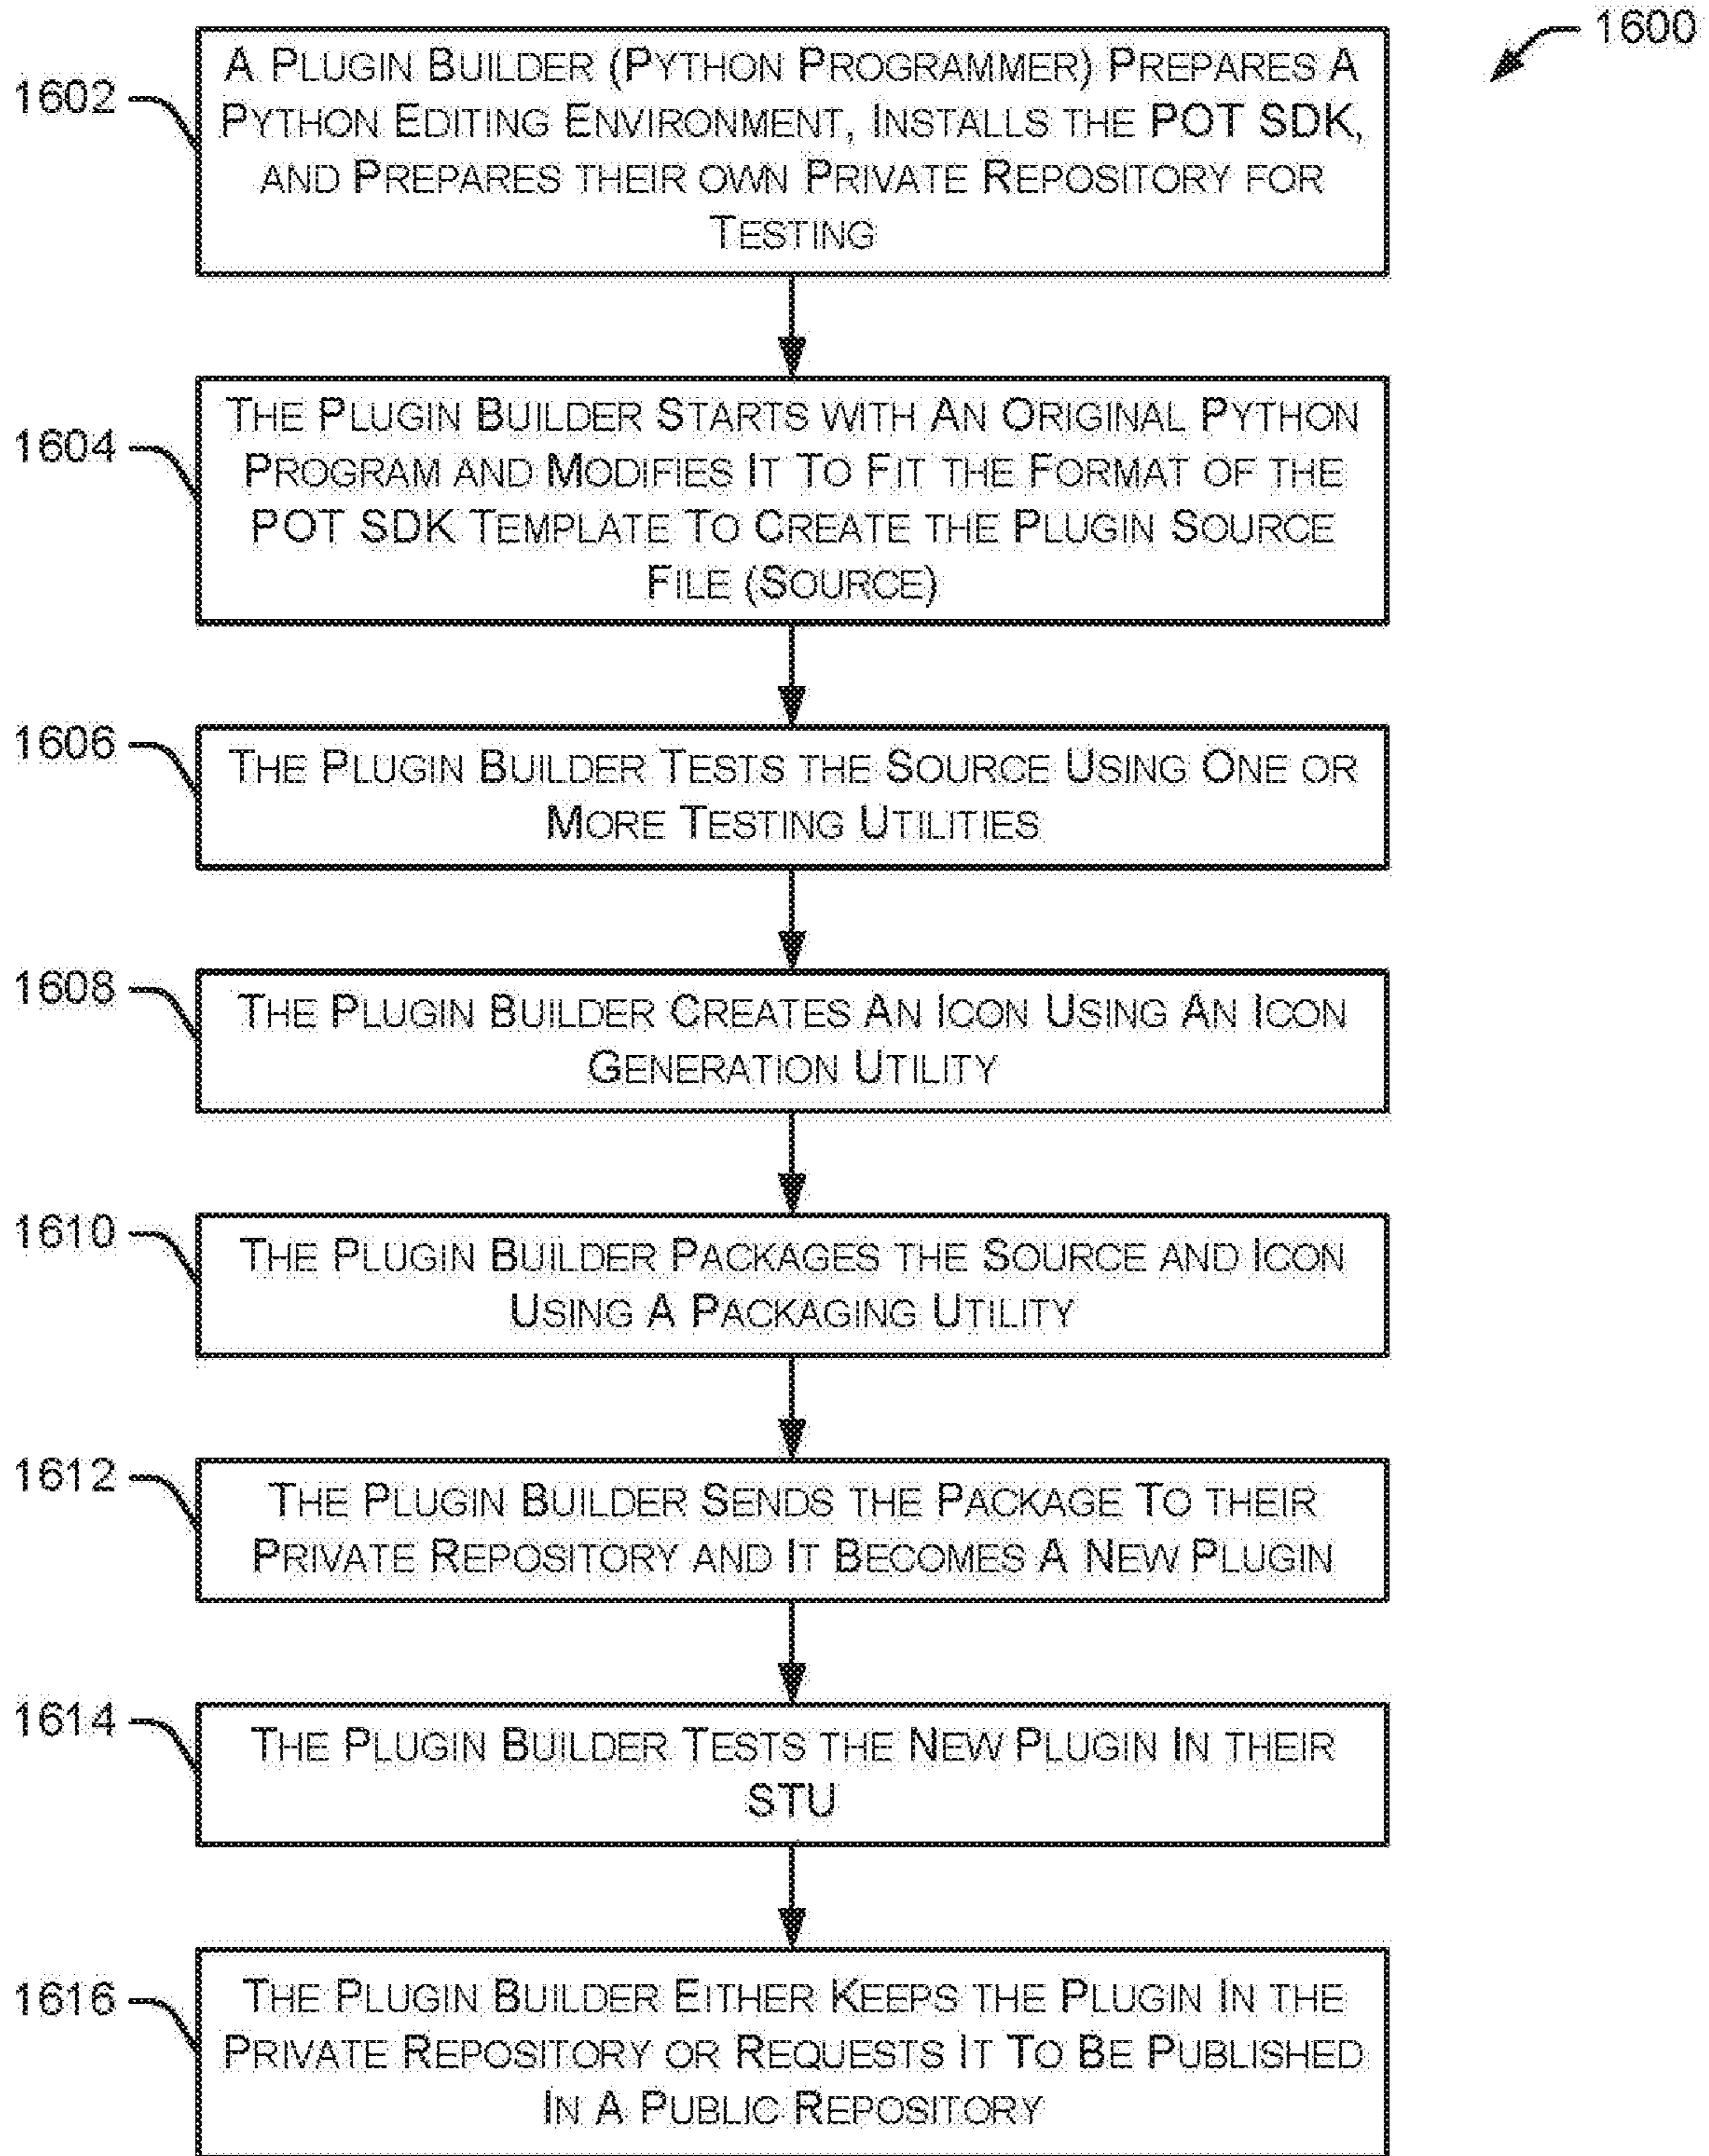 1600
1602
A PLUGIN BUILDER (PYTHON PROGRAMMER) PREPARES A
PYTHON EDITING ENVIRONMENT, INSTALLS THE POT SDK,
AND PREPARES THEIR OWN PRIVATE REPOSITORY FOR
TESTING
1604
THE PLUGIN BUILDER STARTS WITH AN ORIGINAL PYTHON
PROGRAM AND MODIFIES IT TO FIT THE FORMAT OF THE
POT SDK TEMPLATE TO CREATE THE PLUGIN SOURCE
FILE (SOURCE)
1606
THE PLUGIN BUILDER TESTS THE SOURCE USING ONE OR
MORE TESTING UTILITIES
1608
THE PLUGIN BUILDER CREATES AN ICON USING AN ICON
GENERATION UTILITY
1610
THE PLUGIN BUILDER PACKAGES THE SOURCE AND ICON
USING A PACKAGING UTILITY
1612
THE PLUGIN BUILDER SENDS THE PACKAGE TO THEIR
PRIVATE REPOSITORY AND IT BECOMES A NEW PLUGIN
1614
THE PLUGIN BUILDER TESTS THE NEW PLUGIN IN THEIR
STU
1616
THE PLUGIN BUILDER EITHER KEEPS THE PLUGIN IN THE
PRIVATE REPOSITORY OR REQUESTS IT TO BE PUBLISHED
IN A PUBLIC REPOSITORY